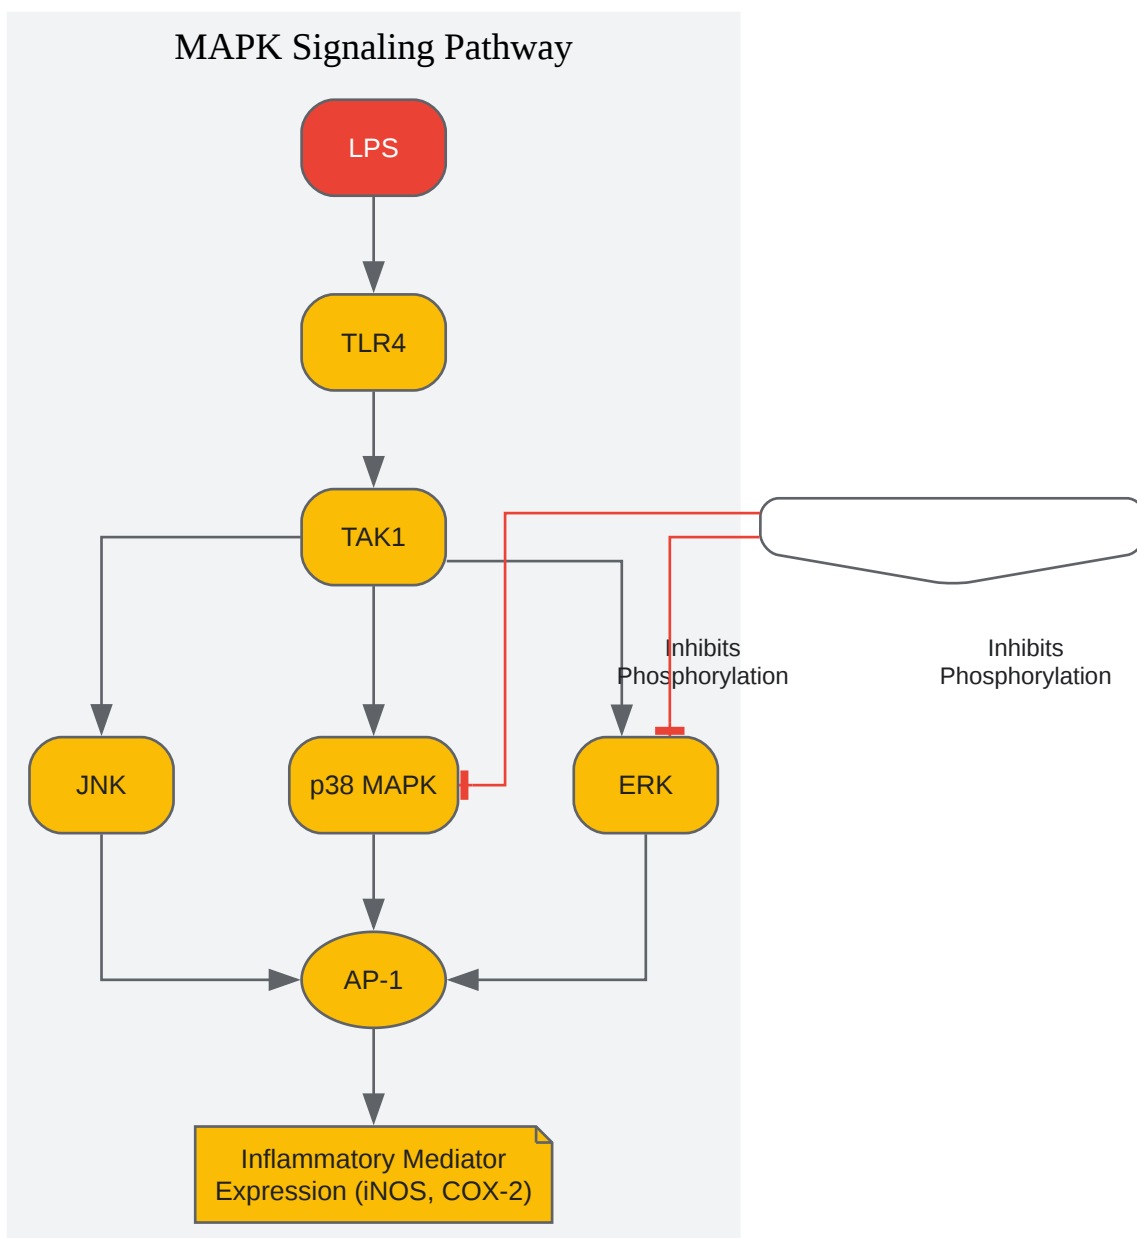 MAPK Signaling Pathway
LPS
TLR4
TAK1
Inhibits
Phosphorylation
Inhibits
Phosphorylation
JNK
p38 MAPK
ERK
AP-1
Inflammatory Mediator
Expression (iNOS, COX-2)